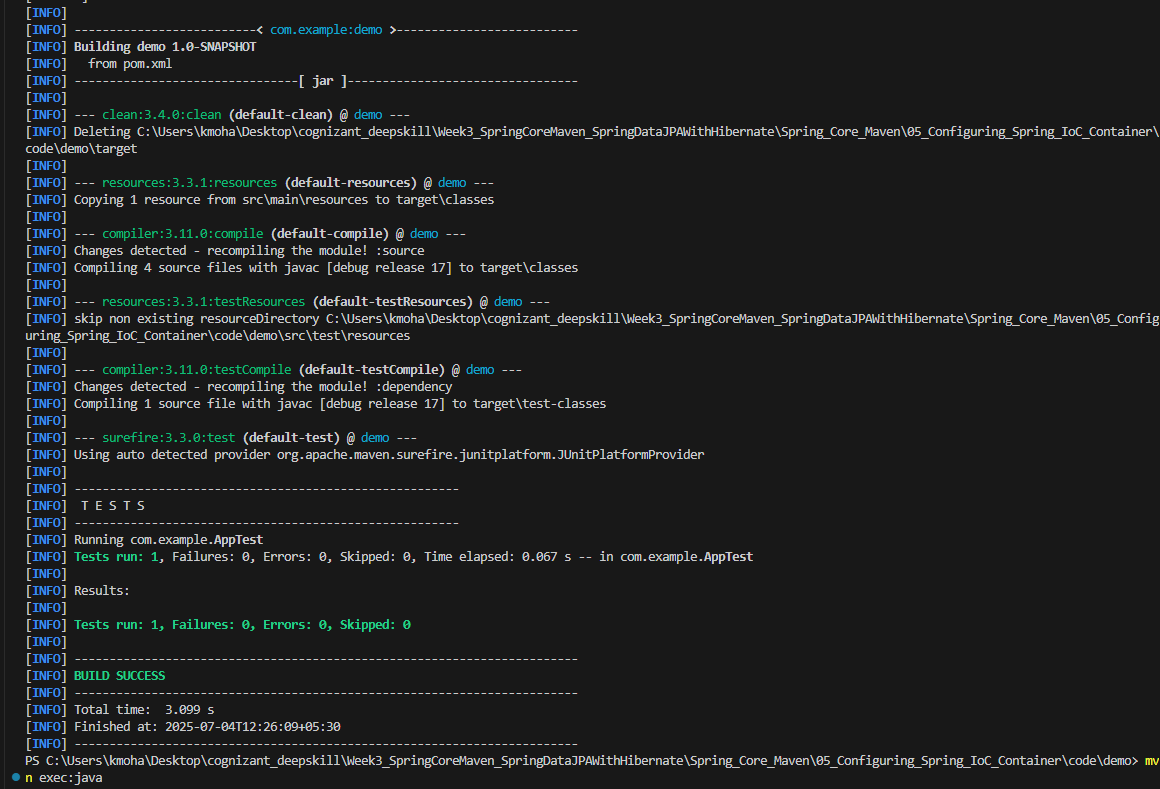 [INFO]
[INFO] ---------------------------< com.example:demo >--------------------------
[INFO] Building demo 1.0-SNAPSHOT
[INFO]   from pom.xml
[INFO] --------------------------------[ jar ]---------------------------------
[INFO]
[INFO] --- clean:3.4.0:clean (default-clean) @ demo ---
[INFO] Deleting C:\Users\kmoha\Desktop\cognizant_deepskill\Week3_SpringCoreMaven_SpringDataJPAWithHibernate\Spring_Core_Maven\05_Configuring_Spring_IoC_Container\
code\demo\target
[INFO]
[INFO] --- resources:3.3.1:resources (default-resources) @ demo ---
[INFO] Copying 1 resource from src\main\resources to target\classes
[INFO]
[INFO] --- compiler:3.11.0:compile (default-compile) @ demo ---
[INFO] Changes detected - recompiling the module! :source
[INFO] Compiling 4 source files with javac [debug release 17] to target\classes
[INFO]
[INFO] --- resources:3.3.1:testResources (default-testResources) @ demo ---
[INFO] skip non existing resourceDirectory C:\Users\kmoha\Desktop\cognizant_deepskill\Week3_SpringCoreMaven_SpringDataJPAWithHibernate\Spring_Core_Maven\05_Config
uring_Spring_IoC_Container\code\demo\src\test\resources
[INFO]
[INFO] --- compiler:3.11.0:testCompile (default-testCompile) @ demo ---
[INFO] Changes detected - recompiling the module! :dependency
[INFO] Compiling 1 source file with javac [debug release 17] to target\test-classes
[INFO]
[INFO] --- surefire:3.3.0:test (default-test) @ demo ---
[INFO] Using auto detected provider org.apache.maven.surefire.junitplatform.JUnitPlatformProvider
[INFO]
[INFO] -------------------------------------------------------
[INFO]  T E S T S
[INFO] -------------------------------------------------------
[INFO] Running com.example.AppTest
[INFO] Tests run: 1, Failures: 0, Errors: 0, Skipped: 0, Time elapsed: 0.067 s -- in com.example.AppTest
[INFO]
[INFO] Results:
[INFO]
[INFO] Tests run: 1, Failures: 0, Errors: 0, Skipped: 0
[INFO]
[INFO] ------------------------------------------------------------------------
[INFO] BUILD SUCCESS
[INFO] ------------------------------------------------------------------------
[INFO] Total time:  3.099 s
[INFO] Finished at: 2025-07-04T12:26:09+05:30
[INFO] ------------------------------------------------------------------------
PS C:\Users\kmoha\Desktop\cognizant_deepskill\Week3_SpringCoreMaven_SpringDataJPAWithHibernate\Spring_Core_Maven\05_Configuring_Spring_IoC_Container\code\demo> mv
n exec:java